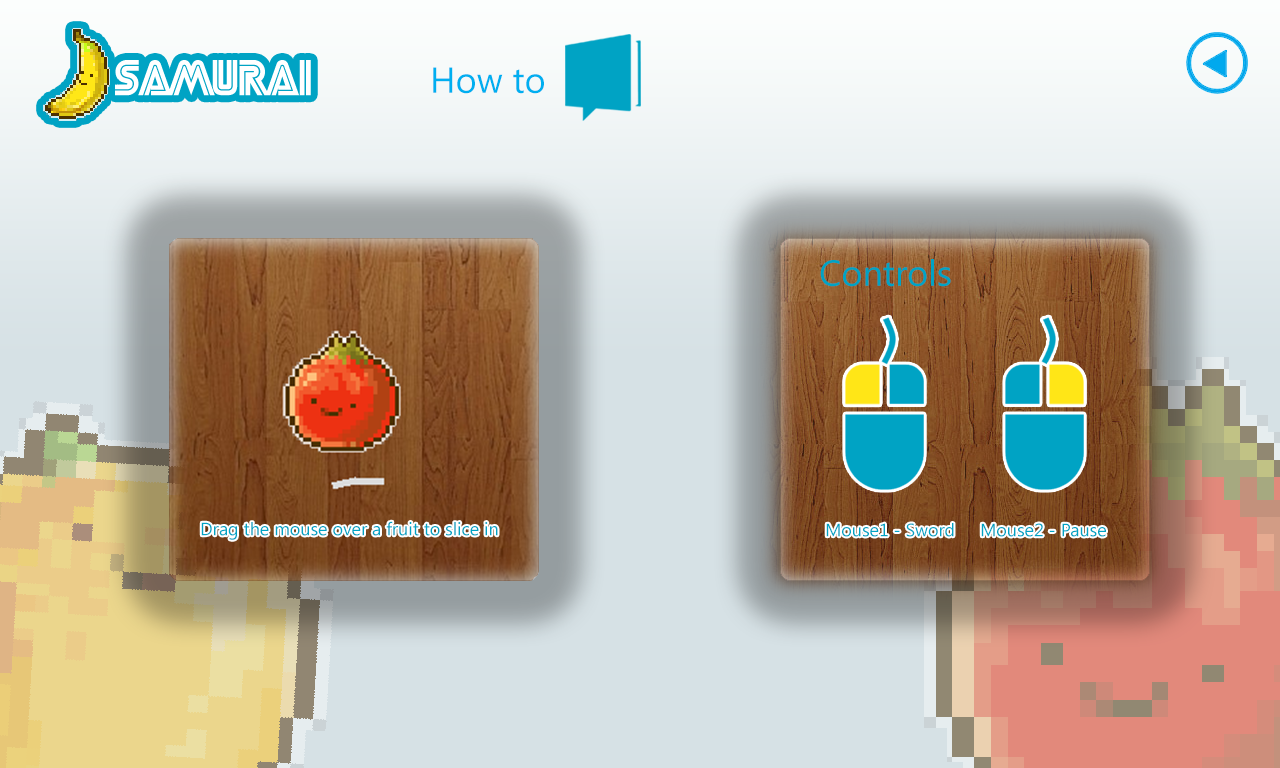 SAMURAI
How to
Controls
Drag the mouse over a fruit to slice in
Mouse1 - Sword
Mouse2 - Pause